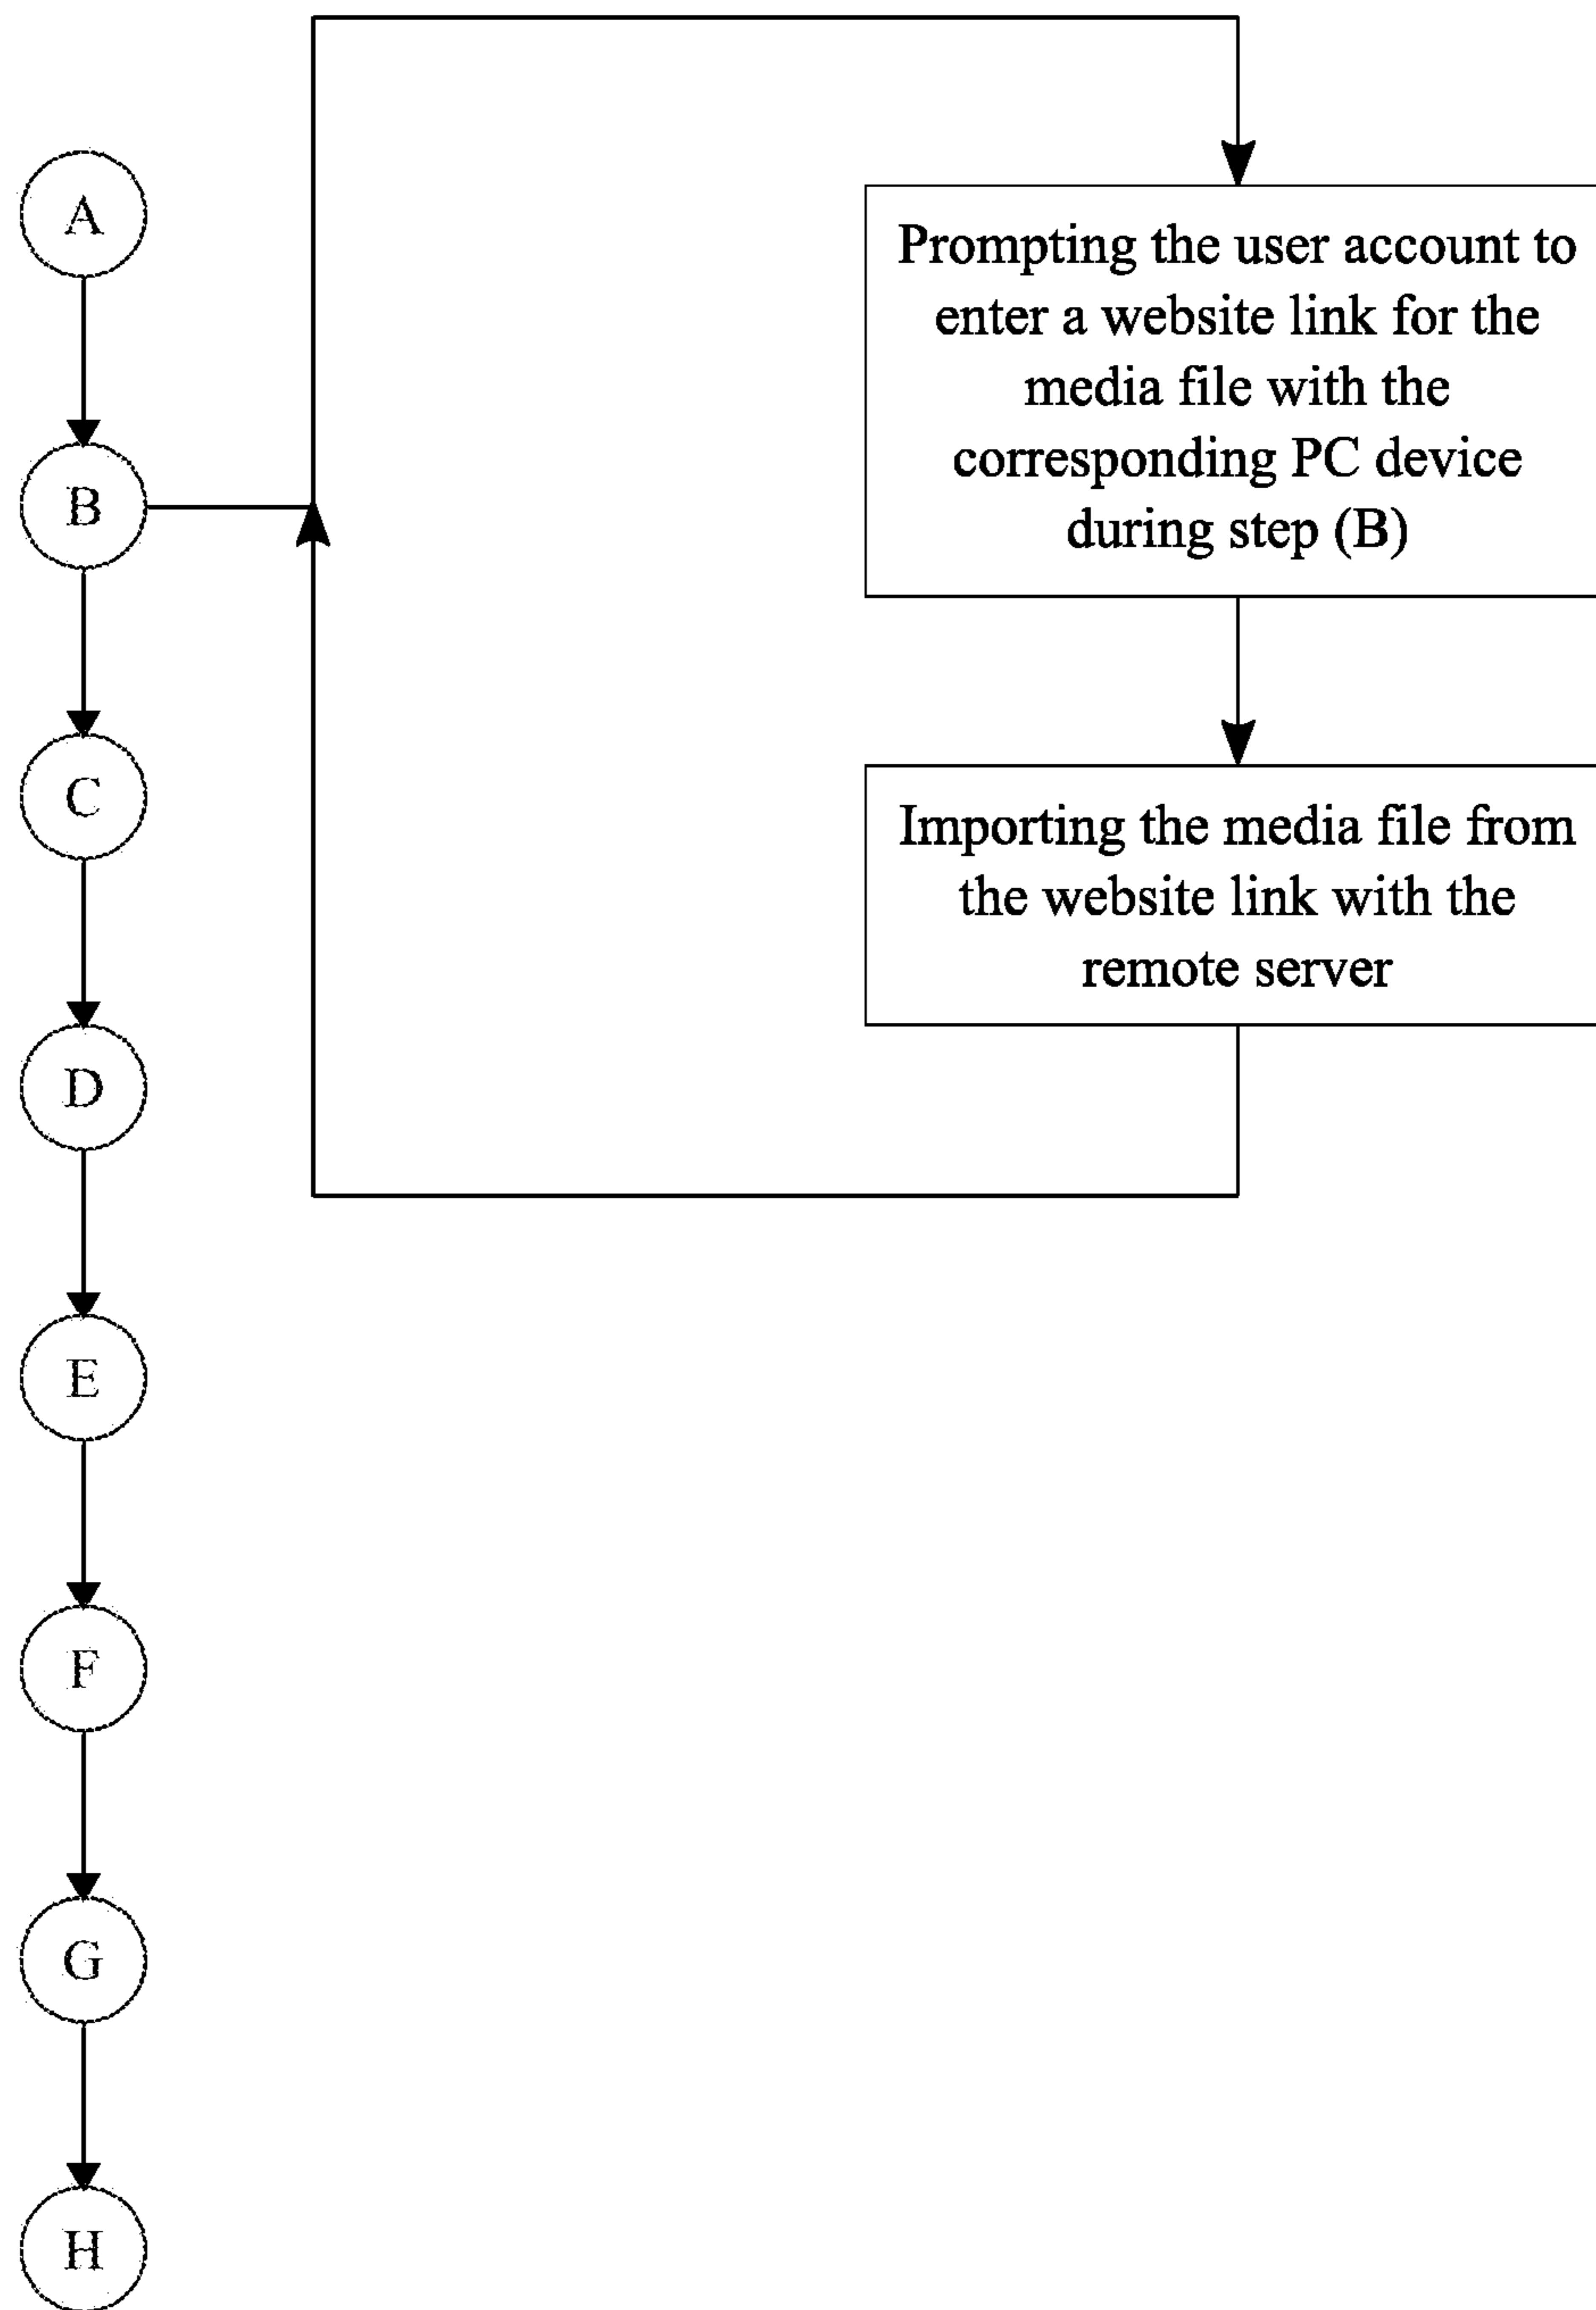 A
B
C
D
E
F
G
H
Prompting the user account to
enter a website link for the
media file with the
corresponding PC device
during step (B)
Importing the media file from
the website link with the
remote server